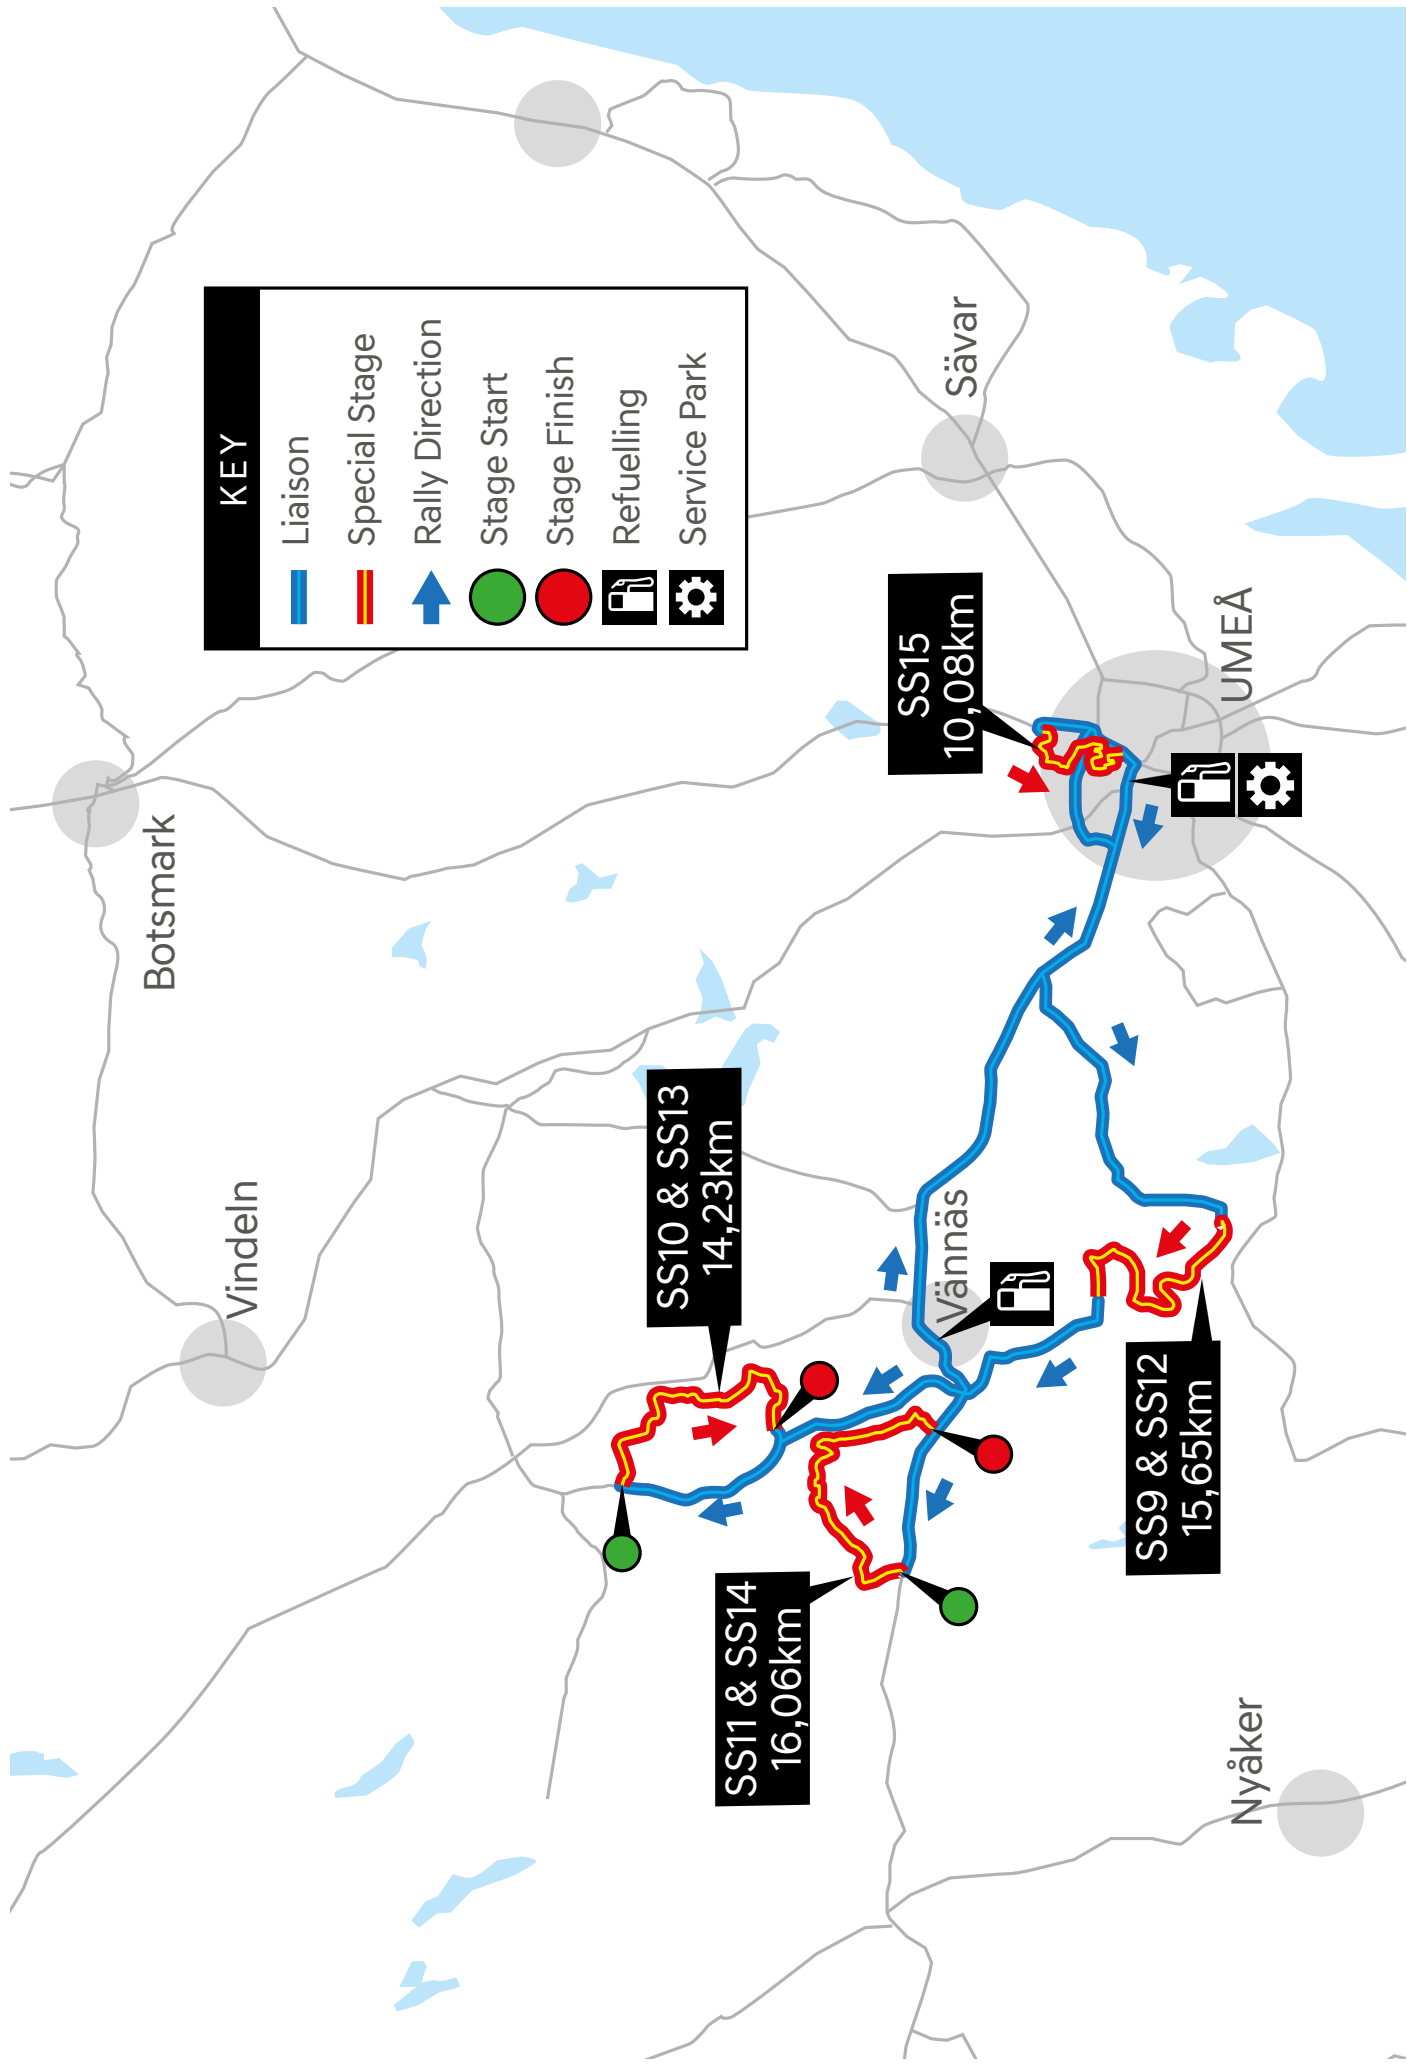 KEY
Liaison
Special Stage
Rally Direction
Stage Start
Stage Finish
Refuelling
Service Park
Botsmark
Vindeln
SS10 & SS13
14,23km
SS11 & SS14
16,06km
SS15
10,08km
Sävar
Vännäs
SS9 & SS12
15,65km
UMEÅ
Nyåker